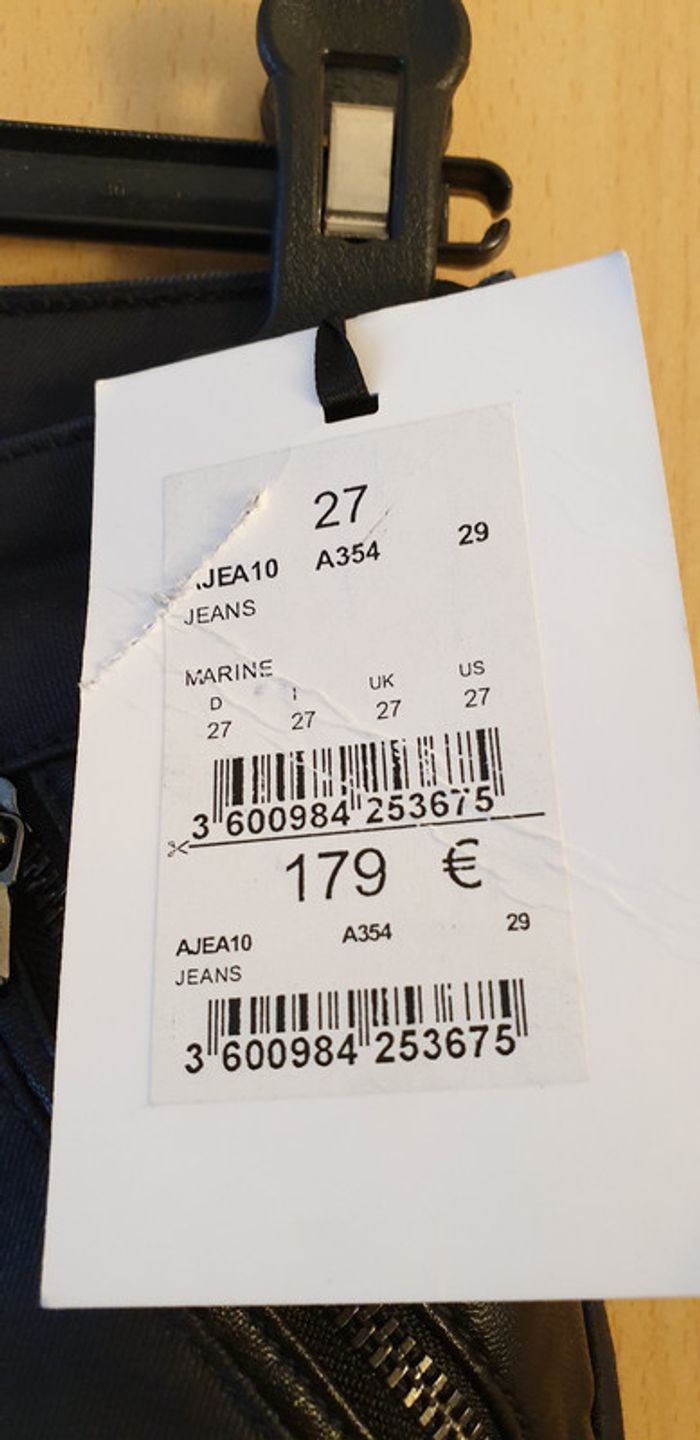 27
AJEA10 A354 29
JEANS
MARINE
D I UK US
27 27 27 27
3 600984 253675
179 €
AJEA10 A354 29
JEANS
3 600984 253675